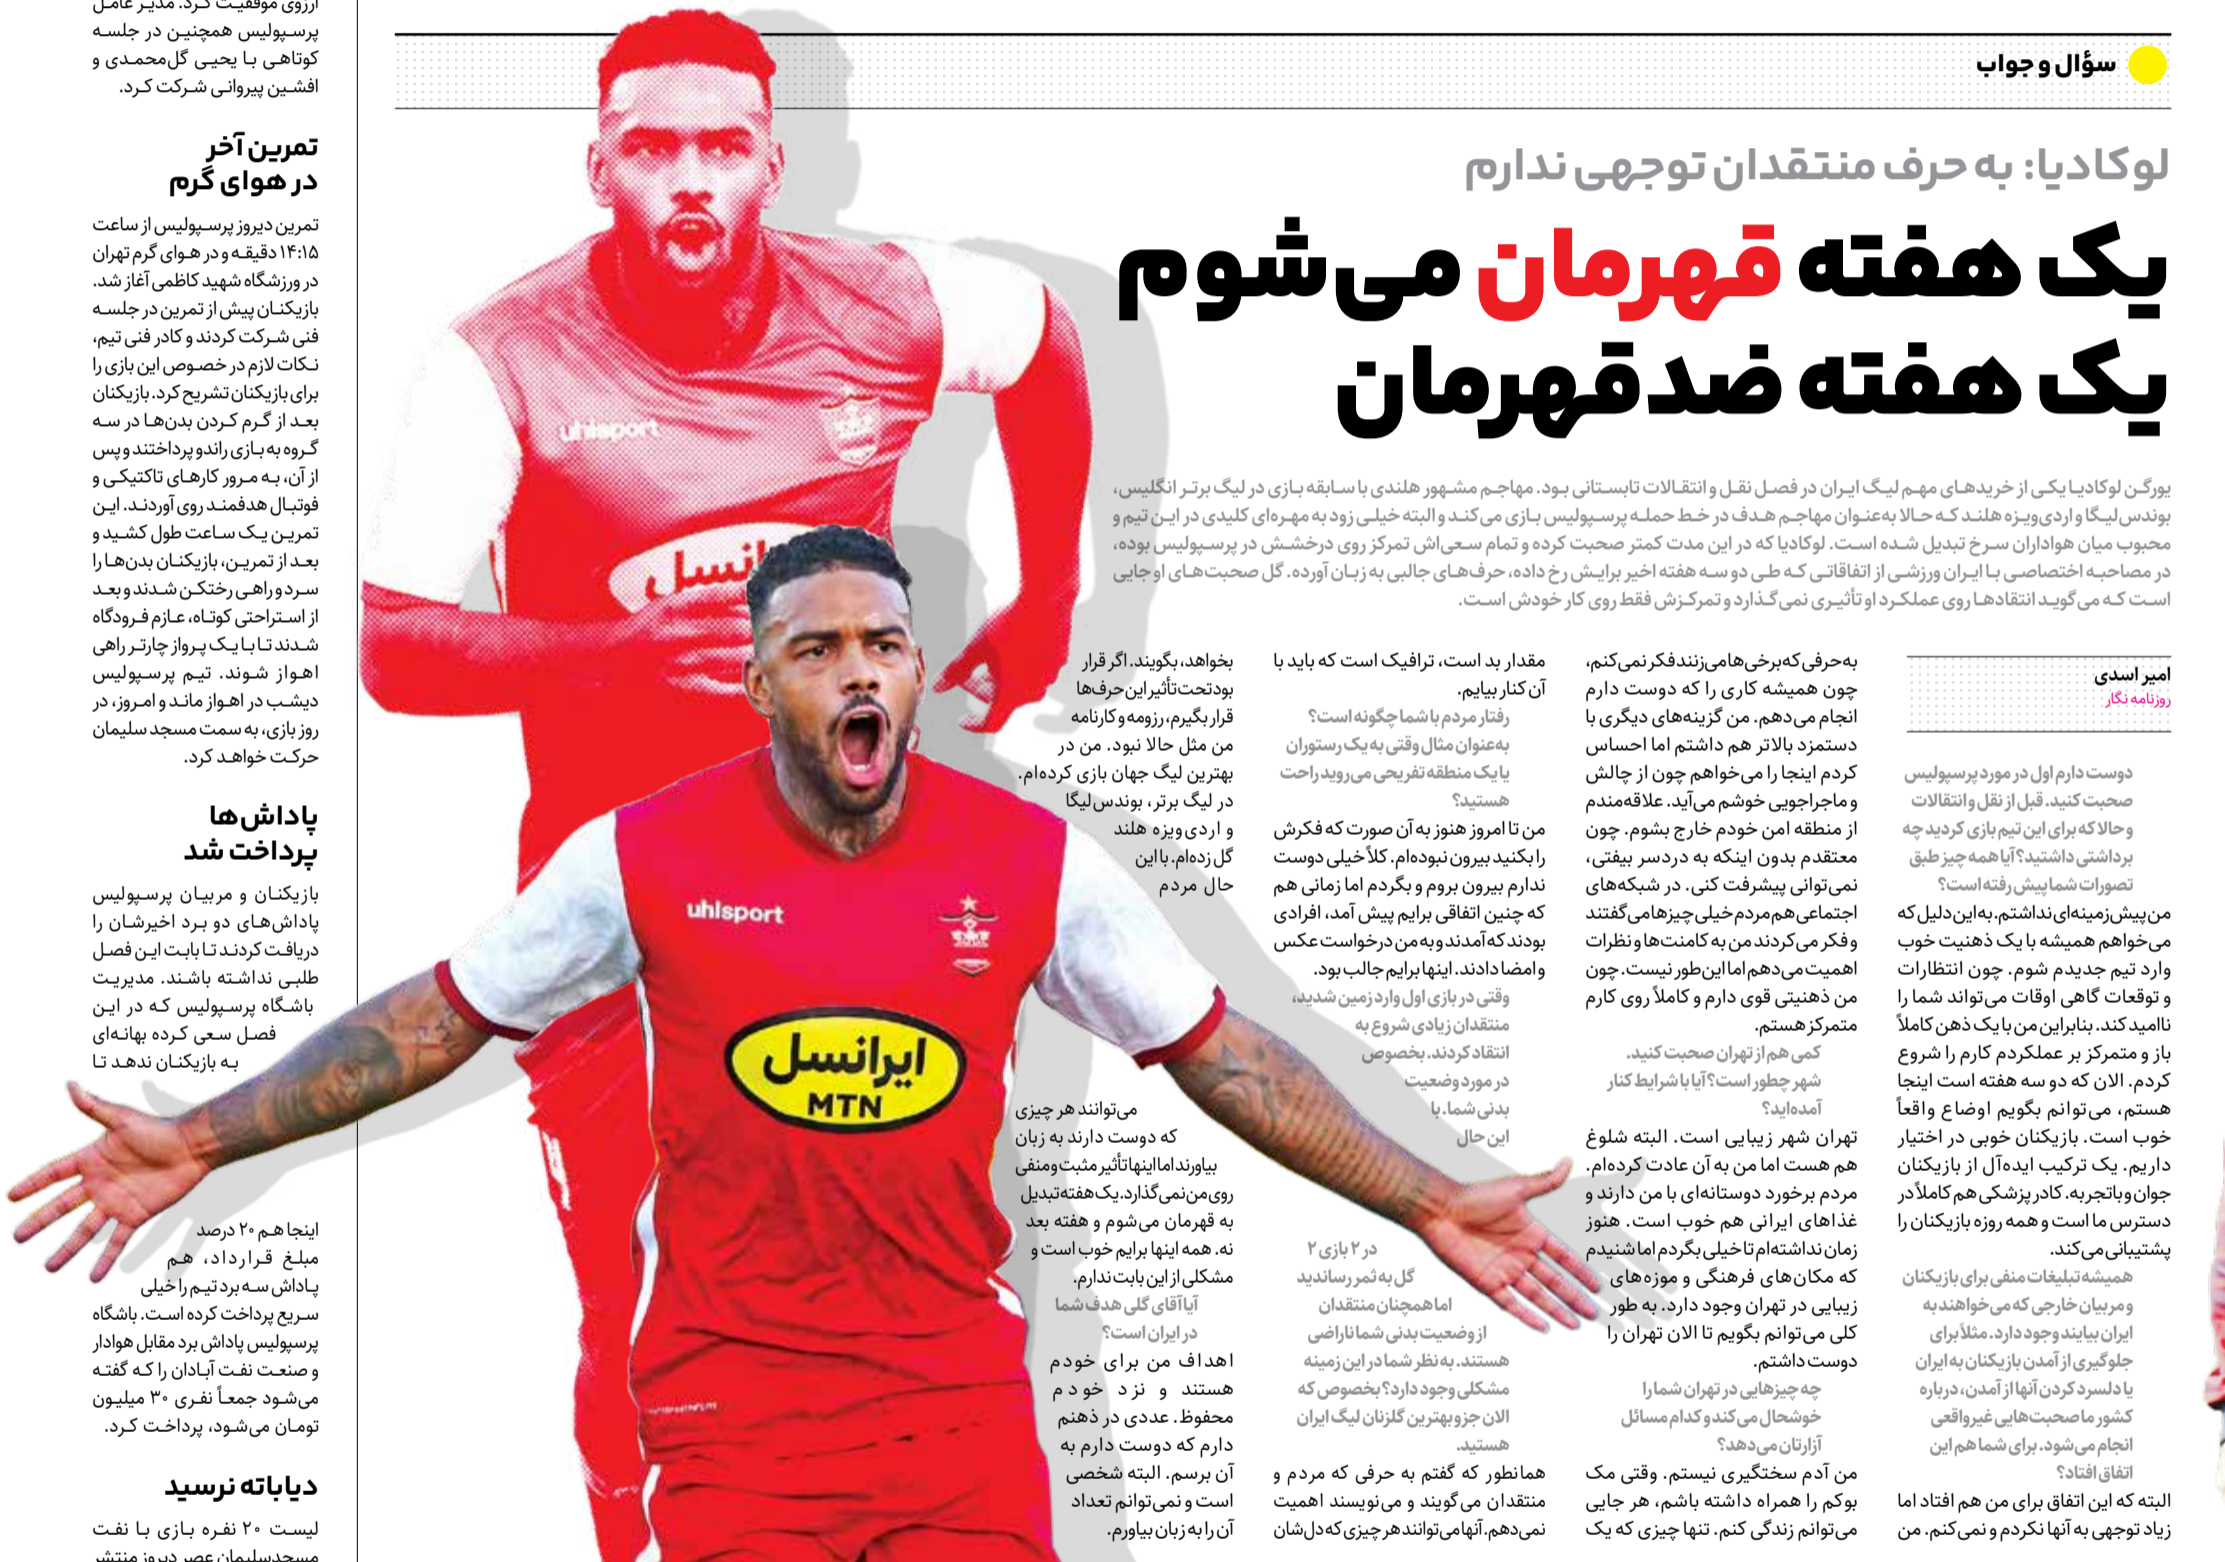 سؤال و جواب
لوکادیا: به حرف منتقدان توجهی ندارم
یک هفته قهرمان می‌شوم
یک هفته ضدقهرمان
یورگن لوکادیا یکی از خریدهای مهم لیگ ایران در فصل نقل و انتقالات تابستانی بود. مهاجم مشهور هلندی با سابقه بازی در لیگ برتر انگلیس،
بوندس‌لیگا و اردی‌ویزه هلند که حالا به‌عنوان مهاجم هدف در خط حمله پرسپولیس بازی می‌کند و البته خیلی زود به مهره‌ای کلیدی در این تیم و
محبوب میان هواداران سرخ تبدیل شده است. لوکادیا که در این مدت کمتر صحبت کرده و تمام سعی‌اش تمرکز روی درخشش در پرسپولیس بوده،
در مصاحبه اختصاصی با ایران ورزشی از اتفاقاتی که طی دو سه هفته اخیر برایش رخ داده، حرف‌های جالبی به زبان آورده. گل صحبت‌های او جایی
است که می‌گوید انتقادها روی عملکرد او تأثیری نمی‌گذارد و تمرکزش فقط روی کار خودش است.
امیر اسدی
روزنامه نگار
دوست دارم اول در مورد پرسپولیس
صحبت کنید. قبل از نقل و انتقالات
و حالا که برای این تیم بازی کردید چه
برداشتی داشتید؟ آیا همه چیز طبق
تصورات شما پیش رفته است؟
من پیش‌زمینه‌ای نداشتم. به این دلیل که
می‌خواهم همیشه با یک ذهنیت خوب
وارد تیم جدیدم شوم. چون انتظارات
و توقعات گاهی اوقات می‌تواند شما را
ناامید کند. بنابراین من با یک ذهن کاملاً
باز و متمرکز بر عملکردم کارم را شروع
کردم. الان که دو سه هفته است اینجا
هستم، می‌توانم بگویم اوضاع واقعاً
خوب است. بازیکنان خوبی در اختیار
داریم. یک ترکیب ایده‌آل از بازیکنان
جوان و باتجربه. کادر پزشکی هم کاملاً در
دسترس ما است و همه روزه بازیکنان را
پشتیبانی می‌کند.
همیشه تبلیغات منفی برای بازیکنان
و مربیان خارجی که می‌خواهند به
ایران بیایند وجود دارد. مثلاً برای
جلوگیری از آمدن بازیکنان به ایران
یا دلسرد کردن آنها از آمدن، درباره
کشور ما صحبت‌هایی غیرواقعی
انجام می‌شود. برای شما هم این
اتفاق افتاد؟
البته که این اتفاق برای من هم افتاد اما
زیاد توجهی به آنها نکردم و نمی‌کنم. من
به حرفی که برخی‌ها می‌زنند فکر نمی‌کنم،
چون همیشه کاری را که دوست دارم
انجام می‌دهم. من گزینه‌های دیگری با
دستمزد بالاتر هم داشتم اما احساس
کردم اینجا را می‌خواهم چون از چالش
و ماجراجویی خوشم می‌آید. علاقه‌مندم
از منطقه امن خودم خارج بشوم. چون
معتقدم بدون اینکه به دردسر بیفتی،
نمی‌توانی پیشرفت کنی. در شبکه‌های
اجتماعی هم مردم خیلی چیزها می‌گفتند
و فکر می‌کردند من به کامنت‌ها و نظرات
اهمیت می‌دهم اما این‌طور نیست. چون
من ذهنیتی قوی دارم و کاملاً روی کارم
متمرکز هستم.
کمی هم از تهران صحبت کنید.
شهر چطور است؟ آیا با شرایط کنار
آمده‌اید؟
تهران شهر زیبایی است. البته شلوغ
هم هست اما من به آن عادت کرده‌ام.
مردم برخورد دوستانه‌ای با من دارند و
غذاهای ایرانی هم خوب است. هنوز
زمان نداشته‌ام تا خیلی بگردم اما شنیدم
که مکان‌های فرهنگی و موزه‌های
زیبایی در تهران وجود دارد. به طور
کلی می‌توانم بگویم تا الان تهران را
دوست داشتم.
چه چیزهایی در تهران شما را
خوشحال می‌کند و کدام مسائل
آزارتان می‌دهد؟
من آدم سختگیری نیستم. وقتی مک
بوکم را همراه داشته باشم، هر جایی
می‌توانم زندگی کنم. تنها چیزی که یک
مقدار بد است، ترافیک است که باید با
آن کنار بیایم.
رفتار مردم با شما چگونه است؟
به‌عنوان مثال وقتی به یک رستوران
یا یک منطقه تفریحی می‌روید راحت
هستید؟
من تا امروز هنوز به آن صورت که فکرش
را بکنید بیرون نبوده‌ام. کلاً خیلی دوست
ندارم بیرون بروم و بگردم اما زمانی هم
که چنین اتفاقی برایم پیش آمد، افرادی
بودند که آمدند و به من درخواست عکس
و امضا دادند. اینها برایم جالب بود.
وقتی در بازی اول وارد زمین شدید،
منتقدان زیادی شروع به
انتقاد کردند. بخصوص
در مورد وضعیت
بدنی شما. با
این حال
در ۲ بازی ۲
گل به ثمر رساندید
اما همچنان منتقدان
از وضعیت بدنی شما ناراضی
هستند. به نظر شما در این زمینه
مشکلی وجود دارد؟ بخصوص که
الان جزو بهترین گلزنان لیگ ایران
هستید.
همانطور که گفتم به حرفی که مردم و
منتقدان می‌گویند و می‌نویسند اهمیت
نمی‌دهم. آنها می‌توانند هر چیزی که دل‌شان
بخواهد، بگویند. اگر قرار
بود تحت تأثیر این حرف‌ها
قرار بگیرم، رزومه و کارنامه
من مثل حالا نبود. من در
بهترین لیگ جهان بازی کرده‌ام.
در لیگ برتر، بوندس‌لیگا
و اردی‌ویزه هلند
گل زده‌ام. با این
حال مردم
می‌توانند هر چیزی
که دوست دارند به زبان
بیاورند اما اینها تأثیر مثبت و منفی
روی من نمی‌گذارد. یک هفته تبدیل
به قهرمان می‌شوم و هفته بعد
نه. همه اینها برایم خوب است و
مشکلی از این بابت ندارم.
آیا آقای گلی هدف شما
در ایران است؟
اهداف من برای خودم
هستند و نزد خودم
محفوظ. عددی در ذهنم
دارم که دوست دارم به
آن برسم. البته شخصی
است و نمی‌توانم تعداد
آن را به زبان بیاورم.
uhlsport
ایرانسل
uhlsport
ایرانسل
MTN
آرزوی موفقیت کرد. مدیر عامل
پرسپولیس همچنین در جلسه
کوتاهی با یحیی گل‌محمدی و
افشین پیروانی شرکت کرد.
تمرین آخر
در هوای گرم
تمرین دیروز پرسپولیس از ساعت
۱۴:۱۵ دقیقه و در هوای گرم تهران
در ورزشگاه شهید کاظمی آغاز شد.
بازیکنان پیش از تمرین در جلسه
فنی شرکت کردند و کادر فنی تیم،
نکات لازم در خصوص این بازی را
برای بازیکنان تشریح کرد. بازیکنان
بعد از گرم کردن بدن‌ها در سه
گروه به بازی راندو پرداختند و پس
از آن، به مرور کارهای تاکتیکی و
فوتبال هدفمند روی آوردند. این
تمرین یک ساعت طول کشید و
بعد از تمرین، بازیکنان بدن‌ها را
سرد و راهی رختکن شدند و بعد
از استراحتی کوتاه، عازم فرودگاه
شدند تا با یک پرواز چارتر راهی
اهواز شوند. تیم پرسپولیس
دیشب در اهواز ماند و امروز، در
روز بازی، به سمت مسجد سلیمان
حرکت خواهد کرد.
پاداش‌ها
پرداخت شد
بازیکنان و مربیان پرسپولیس
پاداش‌های دو برد اخیرشان را
دریافت کردند تا بابت این فصل
طلبی نداشته باشند. مدیریت
باشگاه پرسپولیس که در این
فصل سعی کرده بهانه‌ای
به بازیکنان ندهد تا
اینجا هم ۲۰ درصد
مبلغ قرارداد، هم
پاداش سه برد تیم را خیلی
سریع پرداخت کرده است. باشگاه
پرسپولیس پاداش برد مقابل هوادار
و صنعت نفت آبادان را که گفته
می‌شود جمعاً نفری ۳۰ میلیون
تومان می‌شود، پرداخت کرد.
دیاباته نرسید
لیست ۲۰ نفره بازی با نفت
مسجدسلیمان عصر دیروز منتشر